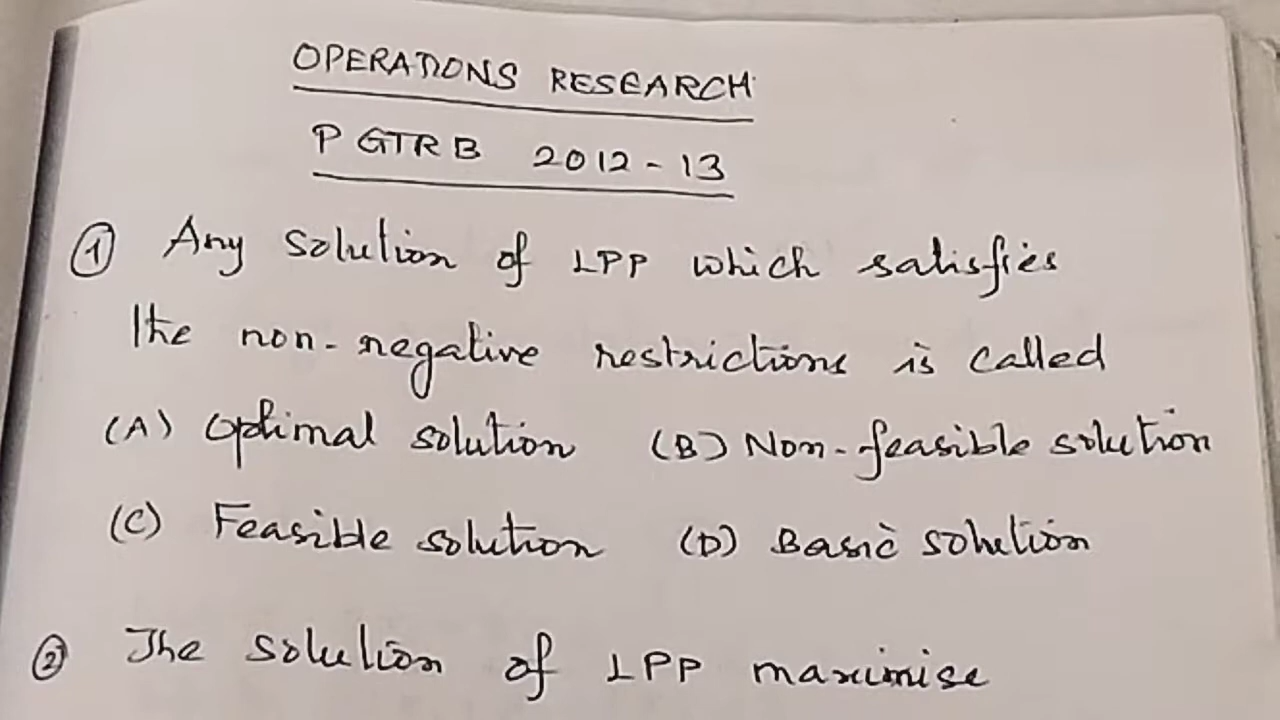 OPERATIONS RESEARCH
PGTRB 2012-13
① Any solution of LPP which satisfies
the non-negative restrictions is called
(A) Optimal solution (B) Non-feasible solution
(C) Feasible solution (D) Basic solution
② The solution of LPP maximise